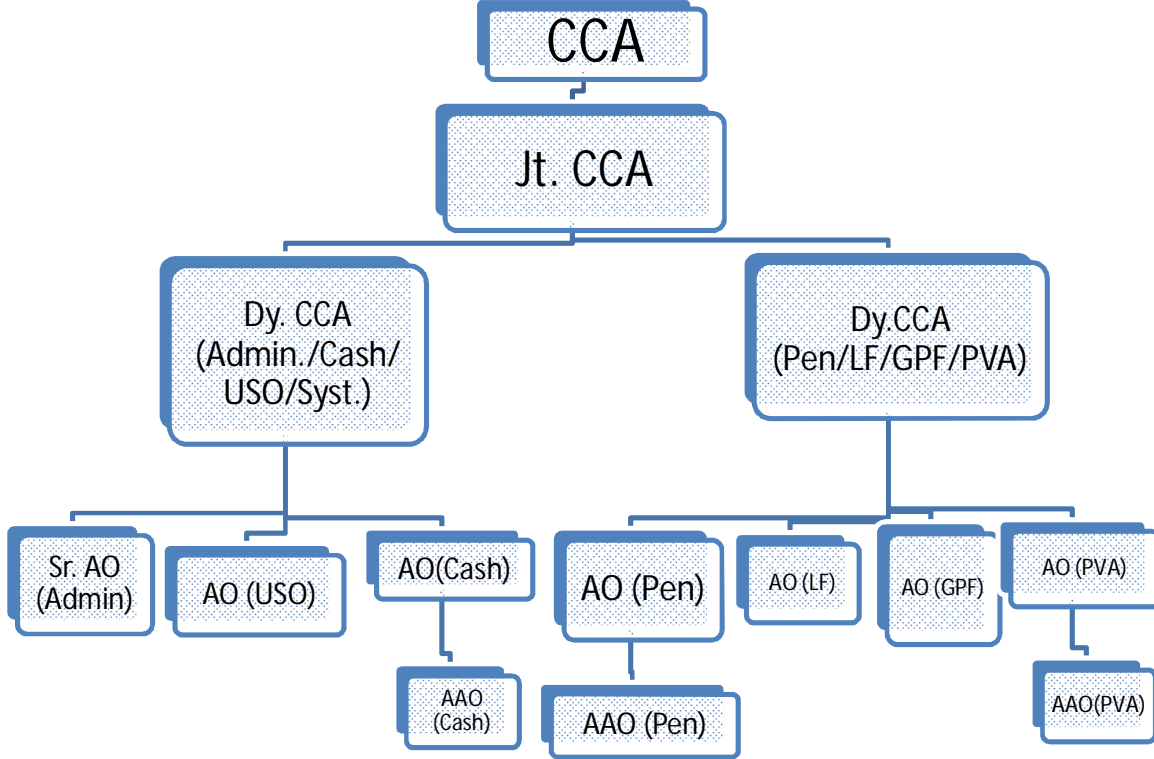 CCA
Jt. CCA
Dy. CCA
(Admin./Cash/
USO/Syst.)
Dy.CCA
(Pen/LF/GPF/PVA)
Sr. AO
(Admin)
AO (USO)
AO(Cash)
AO (Pen)
AO (LF)
AO (GPF)
AO (PVA)
AAO
(Cash)
AAO (Pen)
AAO(PVA)